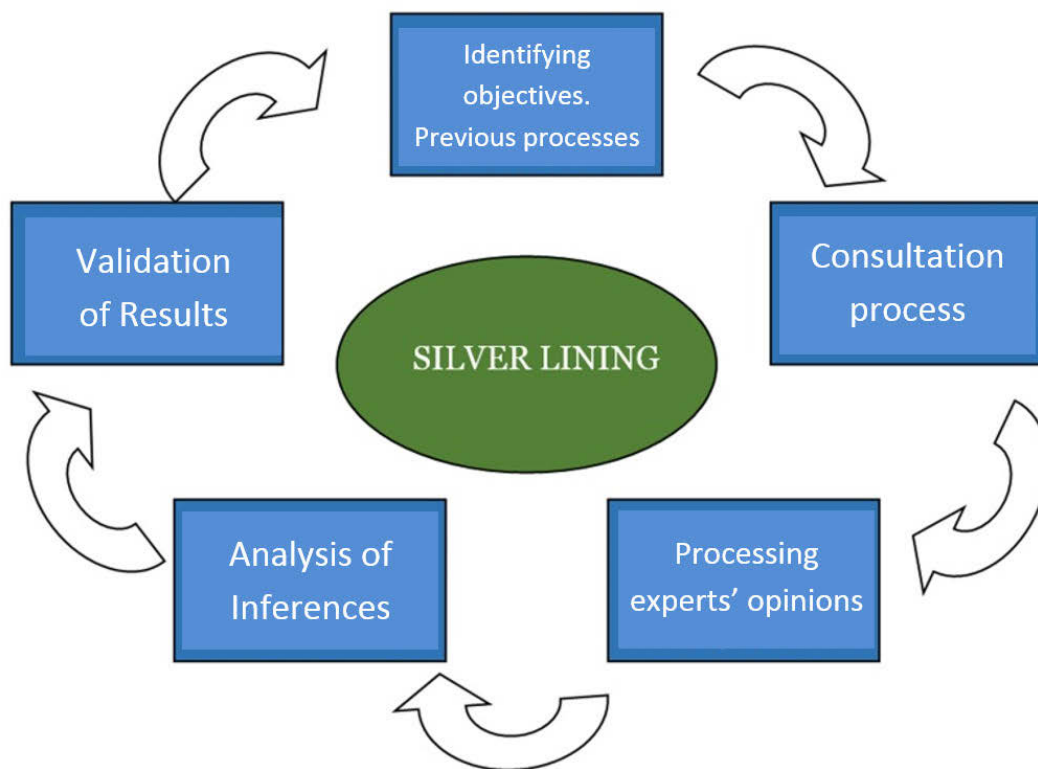 Identifying
objectives.
Previous processes
Consultation
process
Processing
experts’ opinions
Analysis of
Inferences
Validation
of Results
SILVER LINING